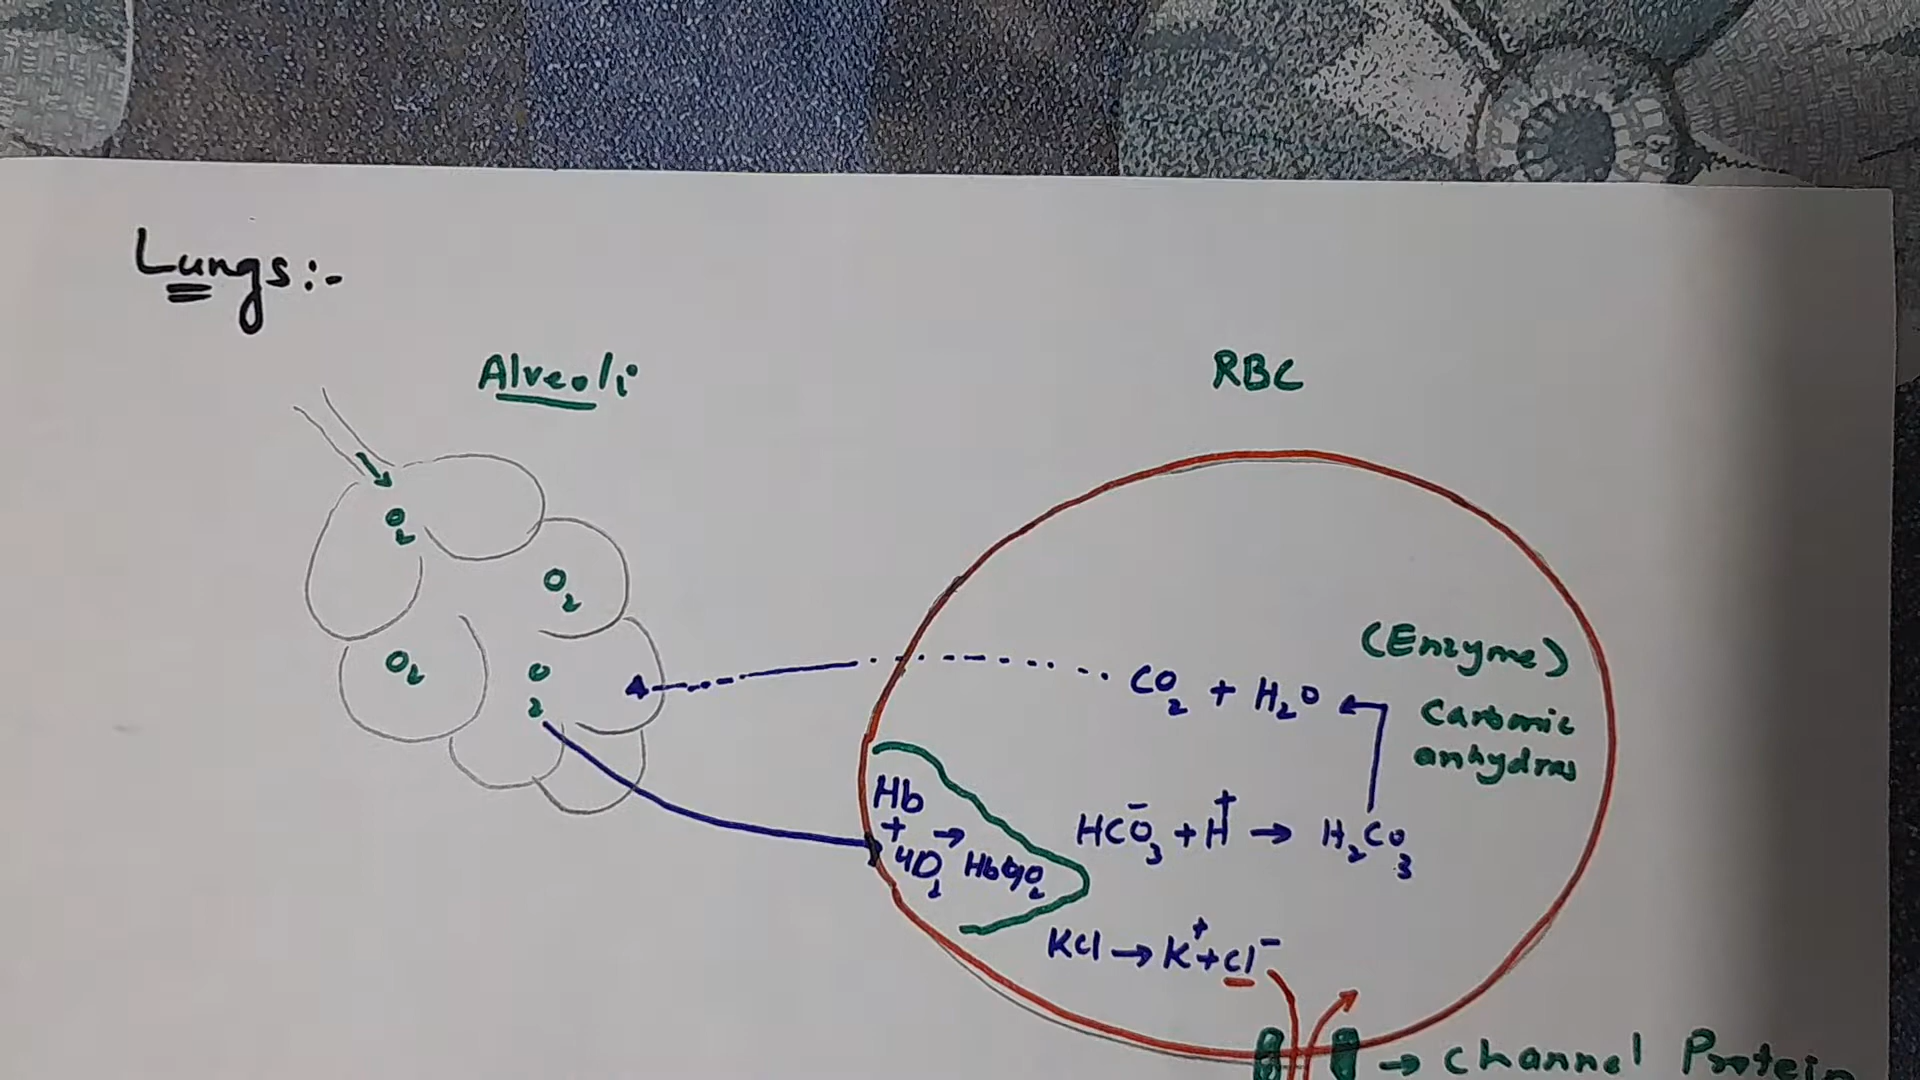 Lungs:-
Alveoli
RBC
O2
O2
O2
O2
(Enzyme)
Carbonic
anhydras
CO2 + H2O
Hb
+
4O2 → Hb4O2
HCO3- + H+ → H2CO3
KCl → K+ + Cl-
→ Channel Protein